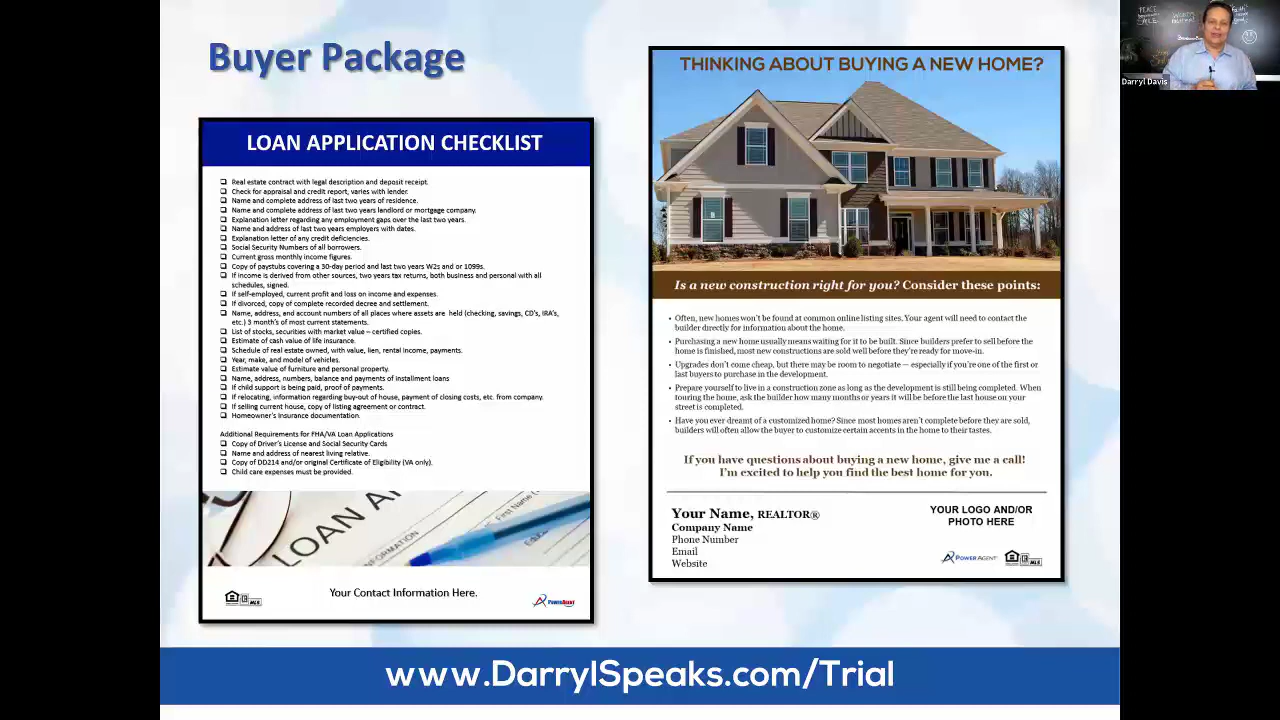 Buyer Package
LOAN APPLICATION CHECKLIST
Real estate contract with legal description and deposit receipt.
Check for appraisal and credit report, varies with lender.
Name and complete address of last two years of residence.
Name and complete address of last two years landlord or mortgage company.
Explanation letter regarding any employment gaps over the last two years.
Name and address of last two years employers with dates.
Explanation letter of any credit deficiencies.
Social Security Numbers of all borrowers.
Current gross monthly income figures.
Copy of paystubs covering a 30-day period and last two years W2s and or 1099s.
If income is derived from other sources, two years tax returns, both business and personal with all
schedules, signed.
If self-employed, current profit and loss on income and expenses.
If divorced, copy of complete recorded decree and settlement.
Name, address, and account numbers of all places where assets are held (checking, savings, CD's, IRA's,
etc.) 3 month's of most current statements.
List of stocks, securities with market value – certified copies.
Estimate of cash value of life insurance.
Schedule of real estate owned, with value, lien, rental income, payments.
Year, make, and model of vehicles.
Estimate value of furniture and personal property.
Name, address, numbers, balance and payments of installment loans
If child support is being paid, proof of payments.
If relocating, information regarding buy-out of house, payment of closing costs, etc. from company.
If selling current house, copy of listing agreement or contract.
Homeowner's Insurance documentation.
Additional Requirements for FHA/VA Loan Applications
Copy of Driver's License and Social Security Cards
Name and address of nearest living relative.
Copy of DD214 and/or original Certificate of Eligibility (VA only).
Child care expenses must be provided.
LOAN AP
First Name (
INFORMATION
Your Contact Information Here.
MLS
POWERAGENT
THINKING ABOUT BUYING A NEW HOME?
Is a new construction right for you? Consider these points:
• Often, new homes won't be found at common online listing sites. Your agent will need to contact the
builder directly for information about the home.
• Purchasing a new home usually means waiting for it to be built. Since builders prefer to sell before the
home is finished, most new constructions are sold well before they're ready for move-in.
• Upgrades don't come cheap, but there may be room to negotiate — especially if you're one of the first or
last buyers to purchase in the development.
• Prepare yourself to live in a construction zone as long as the development is still being completed. When
touring the home, ask the builder how many months or years it will be before the last house on your
street is completed.
• Have you ever dreamt of a customized home? Since most homes aren't complete before they are sold,
builders will often allow the buyer to customize certain accents in the home to their tastes.
If you have questions about buying a new home, give me a call!
I'm excited to help you find the best home for you.
Your Name, REALTOR®
Company Name
Phone Number
Email
Website
YOUR LOGO AND/OR
PHOTO HERE
POWER AGENT
MLS
www.DarrylSpeaks.com/Trial
Darryl Davis